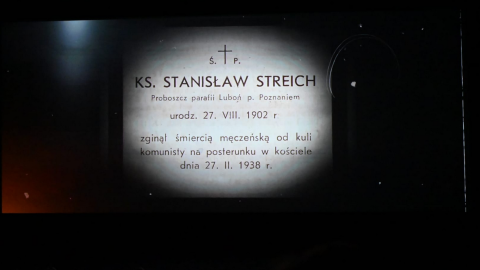 Ś. P.
KS. STANISŁAW STREICH
Proboszcz parafii Luboń p. Poznaniem
urodz. 27. VIII. 1902 r.
zginął śmiercią męczeńską od kuli
komunisty na posterunku w kościele
dnia 27. II. 1938 r.